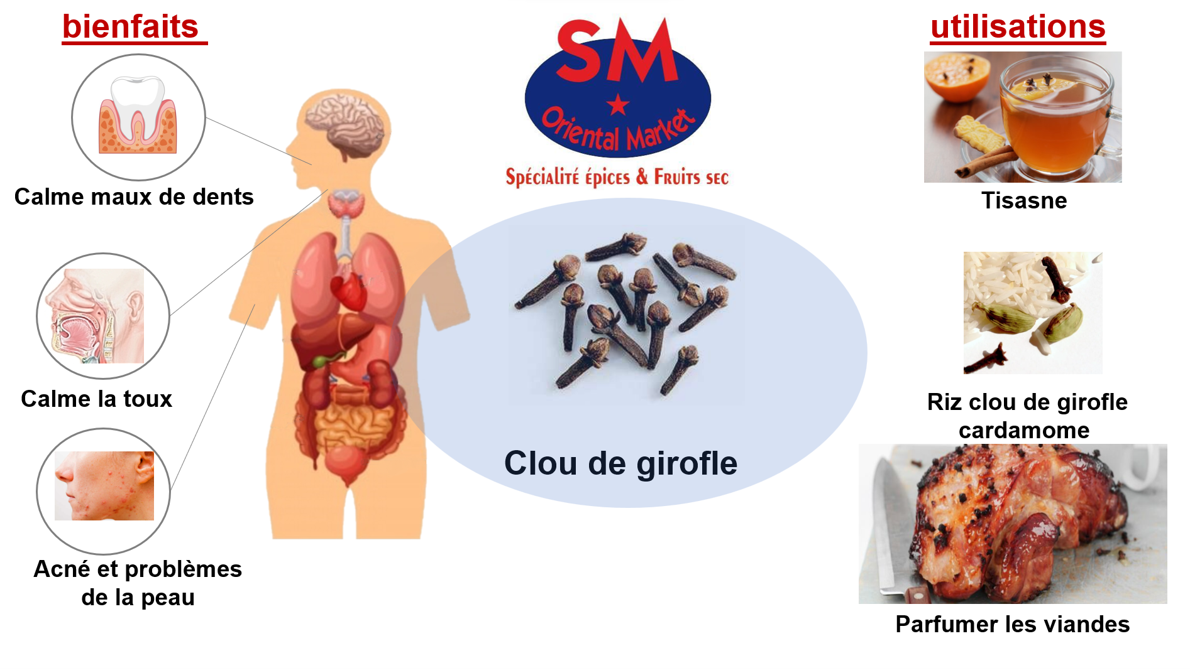 bienfaits
utilisations
SM
Oriental Market
Spécialité épices & Fruits sec
Calme maux de dents
Calme la toux
Acné et problèmes
de la peau
Clou de girofle
Tisasne
Riz clou de girofle
cardamome
Parfumer les viandes